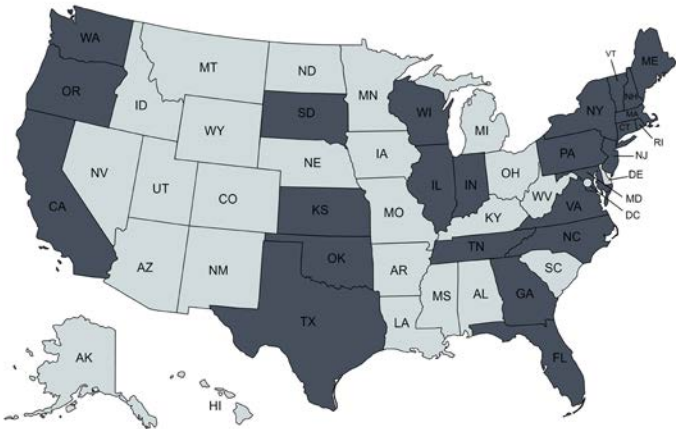 WA
MT
ND
OR
ID
WY
SD
MN
WI
MI
VT
ME
NH
NY
MA
CT
RI
NV
UT
CO
NE
IA
IL
IN
OH
PA
NJ
DE
CA
KS
MO
KY
WV
VA
MD
DC
AZ
NM
OK
AR
TN
NC
TX
LA
MS
AL
GA
SC
FL
AK
HI